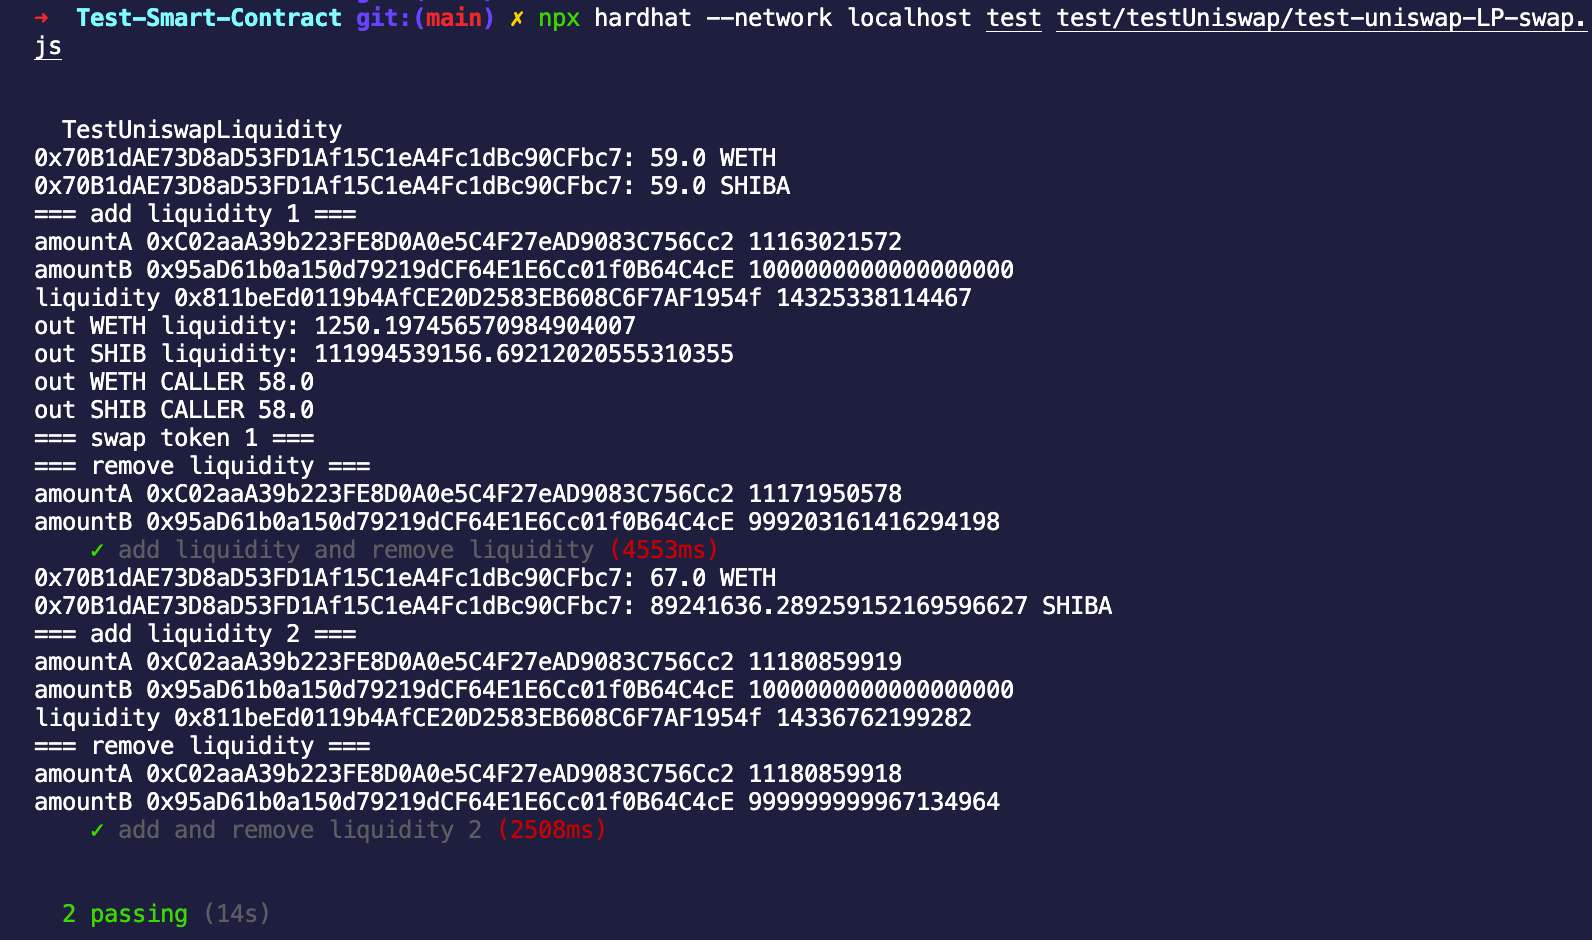 → Test-Smart-Contract git:(main) ✗ npx hardhat --network localhost test test/testUniswap/test-uniswap-LP-swap.
js
TestUniswapLiquidity
0x70B1dAE73D8aD53FD1Af15C1eA4Fc1dBc90CFbc7: 59.0 WETH
0x70B1dAE73D8aD53FD1Af15C1eA4Fc1dBc90CFbc7: 59.0 SHIBA
=== add liquidity 1 ===
amountA 0xC02aaA39b223FE8D0A0e5C4F27eAD9083C756Cc2 11163021572
amountB 0x95aD61b0a150d79219dCF64E1E6Cc01f0B64C4cE 1000000000000000000
liquidity 0x811beEd0119b4AfCE20D2583EB608C6F7AF1954f 14325338114467
out WETH liquidity: 1250.197456570984904007
out SHIB liquidity: 111994539156.69212020555310355
out WETH CALLER 58.0
out SHIB CALLER 58.0
=== swap token 1 ===
=== remove liquidity ===
amountA 0xC02aaA39b223FE8D0A0e5C4F27eAD9083C756Cc2 11171950578
amountB 0x95aD61b0a150d79219dCF64E1E6Cc01f0B64C4cE 999203161416294198
✓ add liquidity and remove liquidity (4553ms)
0x70B1dAE73D8aD53FD1Af15C1eA4Fc1dBc90CFbc7: 67.0 WETH
0x70B1dAE73D8aD53FD1Af15C1eA4Fc1dBc90CFbc7: 89241636.289259152169596627 SHIBA
=== add liquidity 2 ===
amountA 0xC02aaA39b223FE8D0A0e5C4F27eAD9083C756Cc2 11180859919
amountB 0x95aD61b0a150d79219dCF64E1E6Cc01f0B64C4cE 1000000000000000000
liquidity 0x811beEd0119b4AfCE20D2583EB608C6F7AF1954f 14336762199282
=== remove liquidity ===
amountA 0xC02aaA39b223FE8D0A0e5C4F27eAD9083C756Cc2 11180859918
amountB 0x95aD61b0a150d79219dCF64E1E6Cc01f0B64C4cE 999999999967134964
✓ add and remove liquidity 2 (2508ms)
2 passing (14s)